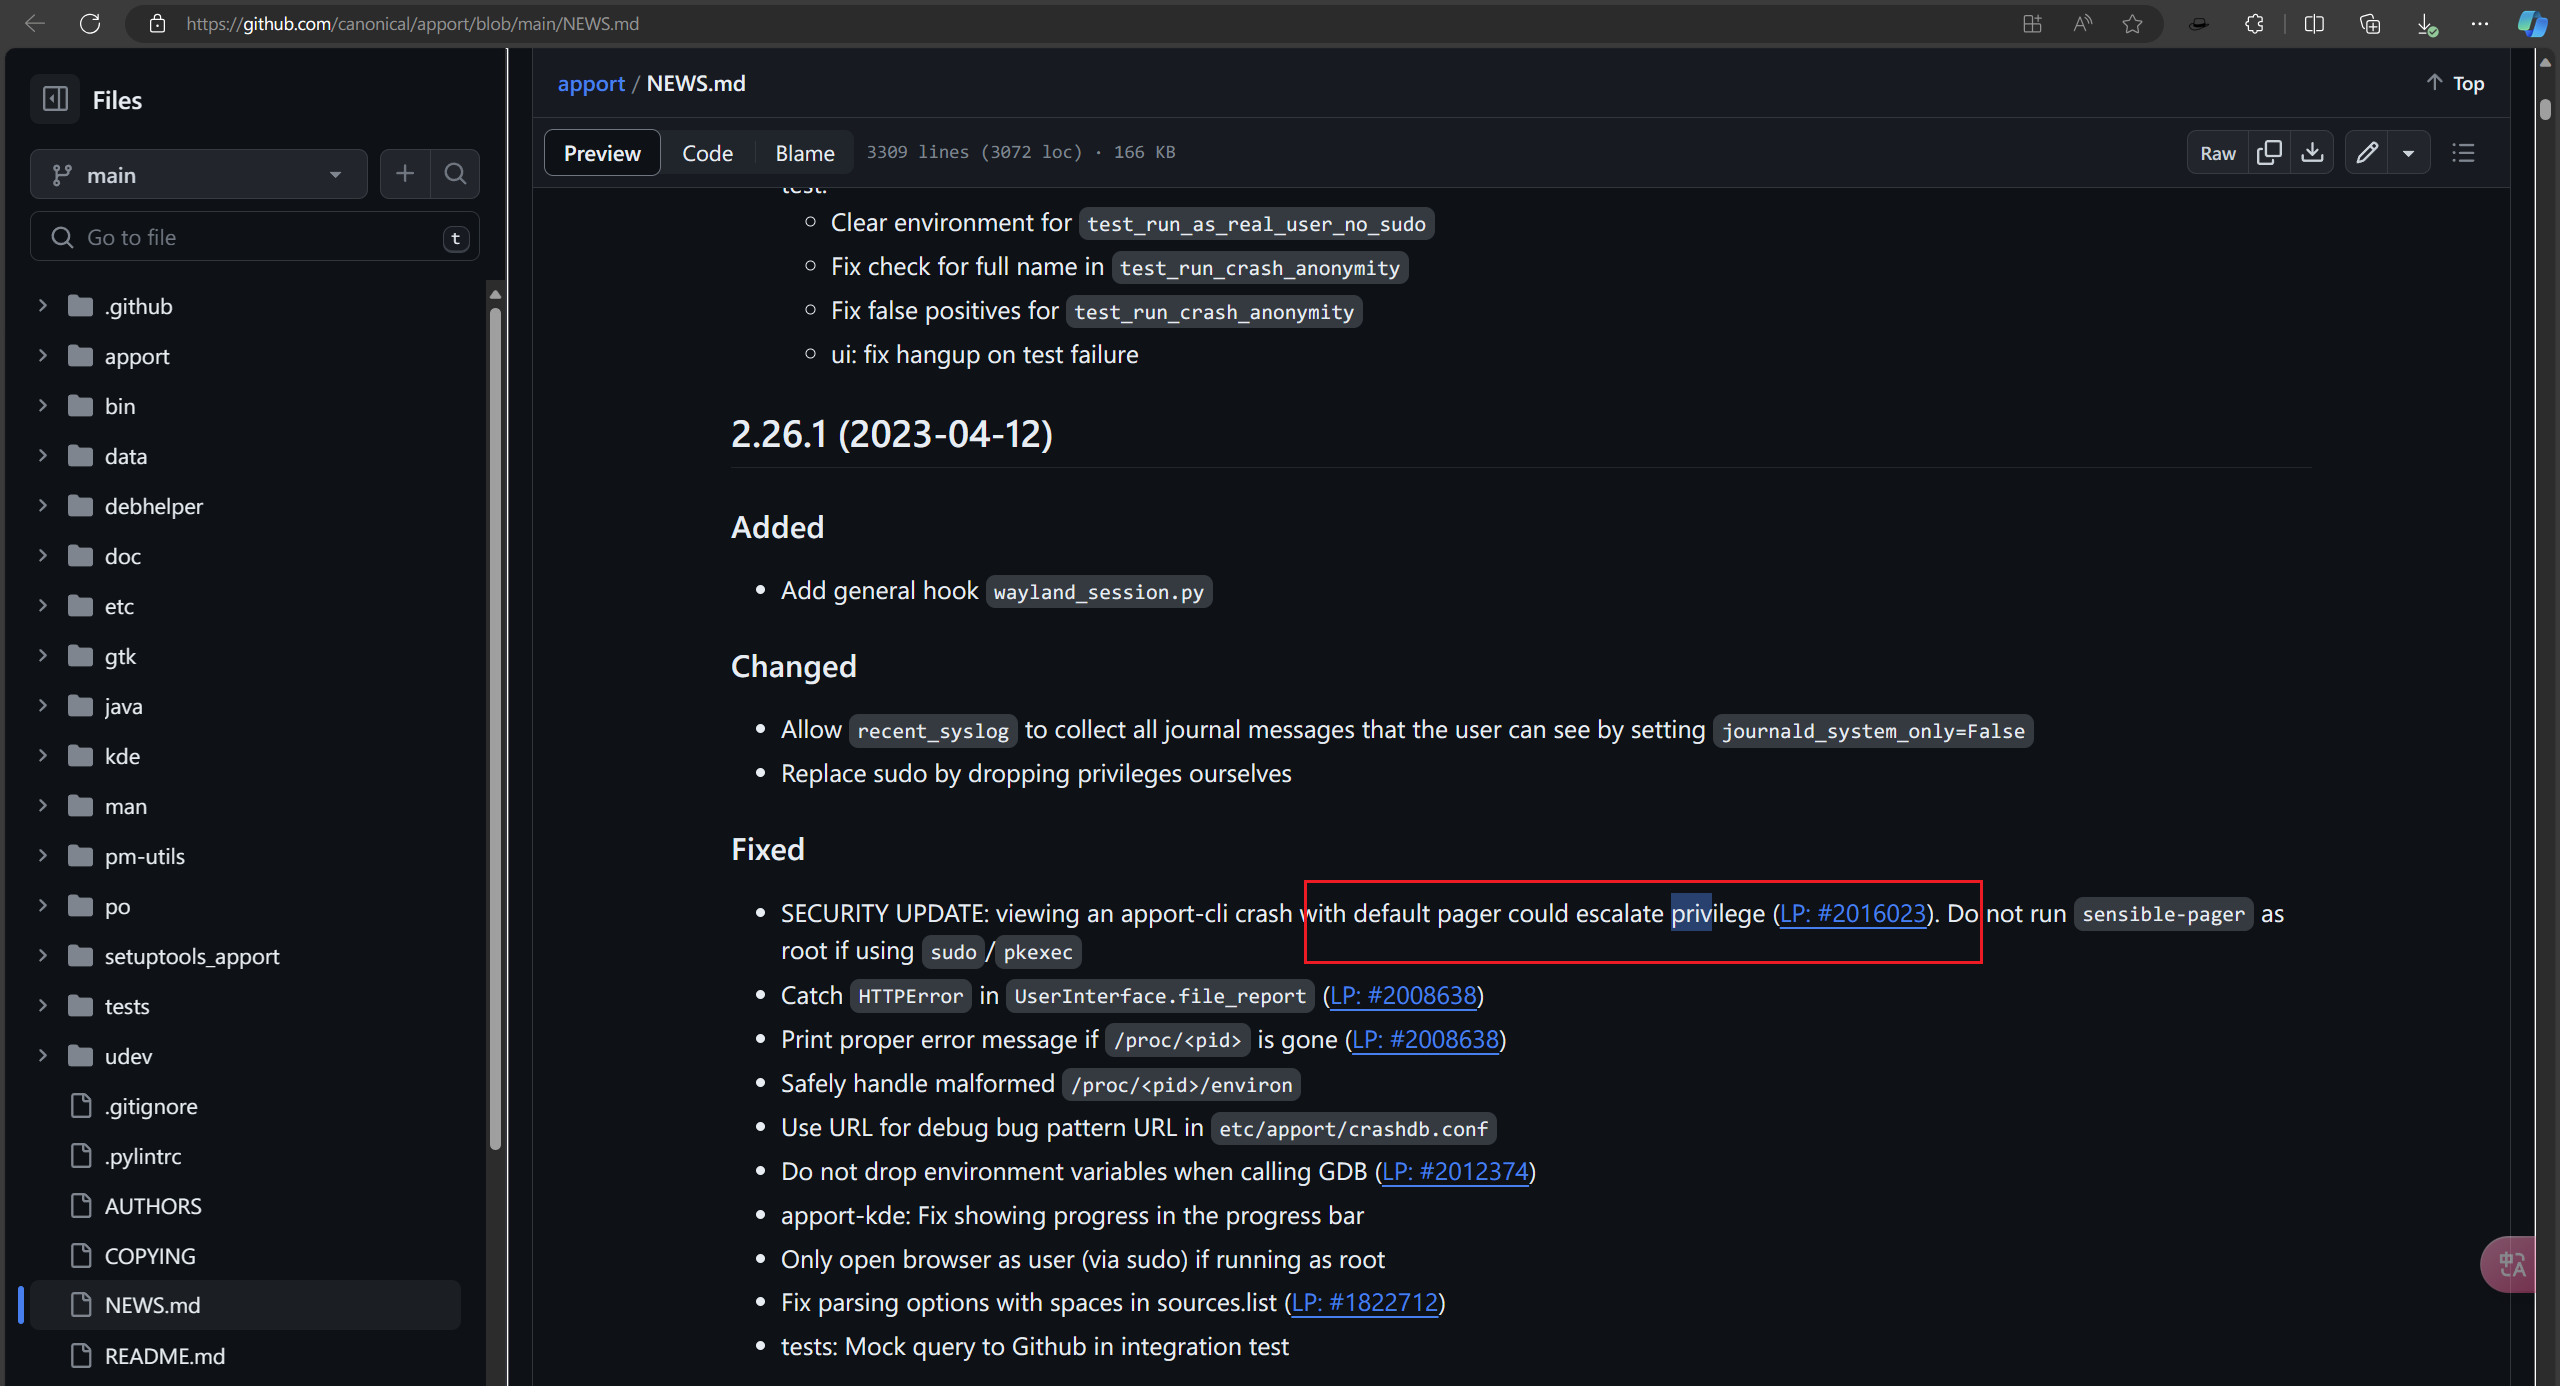 https://github.com/canonical/apport/blob/main/NEWS.md
Files
main
Go to file
t
.github
apport
bin
data
debhelper
doc
etc
gtk
java
kde
man
pm-utils
po
setuptools_apport
tests
udev
.gitignore
.pylintrc
AUTHORS
COPYING
NEWS.md
README.md
apport / NEWS.md
Top
Preview Code Blame 3309 lines (3072 loc) · 166 KB
Raw
test:
Clear environment for test_run_as_real_user_no_sudo
Fix check for full name in test_run_crash_anonymity
Fix false positives for test_run_crash_anonymity
ui: fix hangup on test failure
2.26.1 (2023-04-12)
Added
Add general hook wayland_session.py
Changed
Allow recent_syslog to collect all journal messages that the user can see by setting journald_system_only=False
Replace sudo by dropping privileges ourselves
Fixed
SECURITY UPDATE: viewing an apport-cli crash with default pager could escalate privilege (LP: #2016023). Do not run sensible-pager as
root if using sudo/pkexec
Catch HTTPError in UserInterface.file_report (LP: #2008638)
Print proper error message if /proc/<pid> is gone (LP: #2008638)
Safely handle malformed /proc/<pid>/environ
Use URL for debug bug pattern URL in etc/apport/crashdb.conf
Do not drop environment variables when calling GDB (LP: #2012374)
apport-kde: Fix showing progress in the progress bar
Only open browser as user (via sudo) if running as root
Fix parsing options with spaces in sources.list (LP: #1822712)
tests: Mock query to Github in integration test